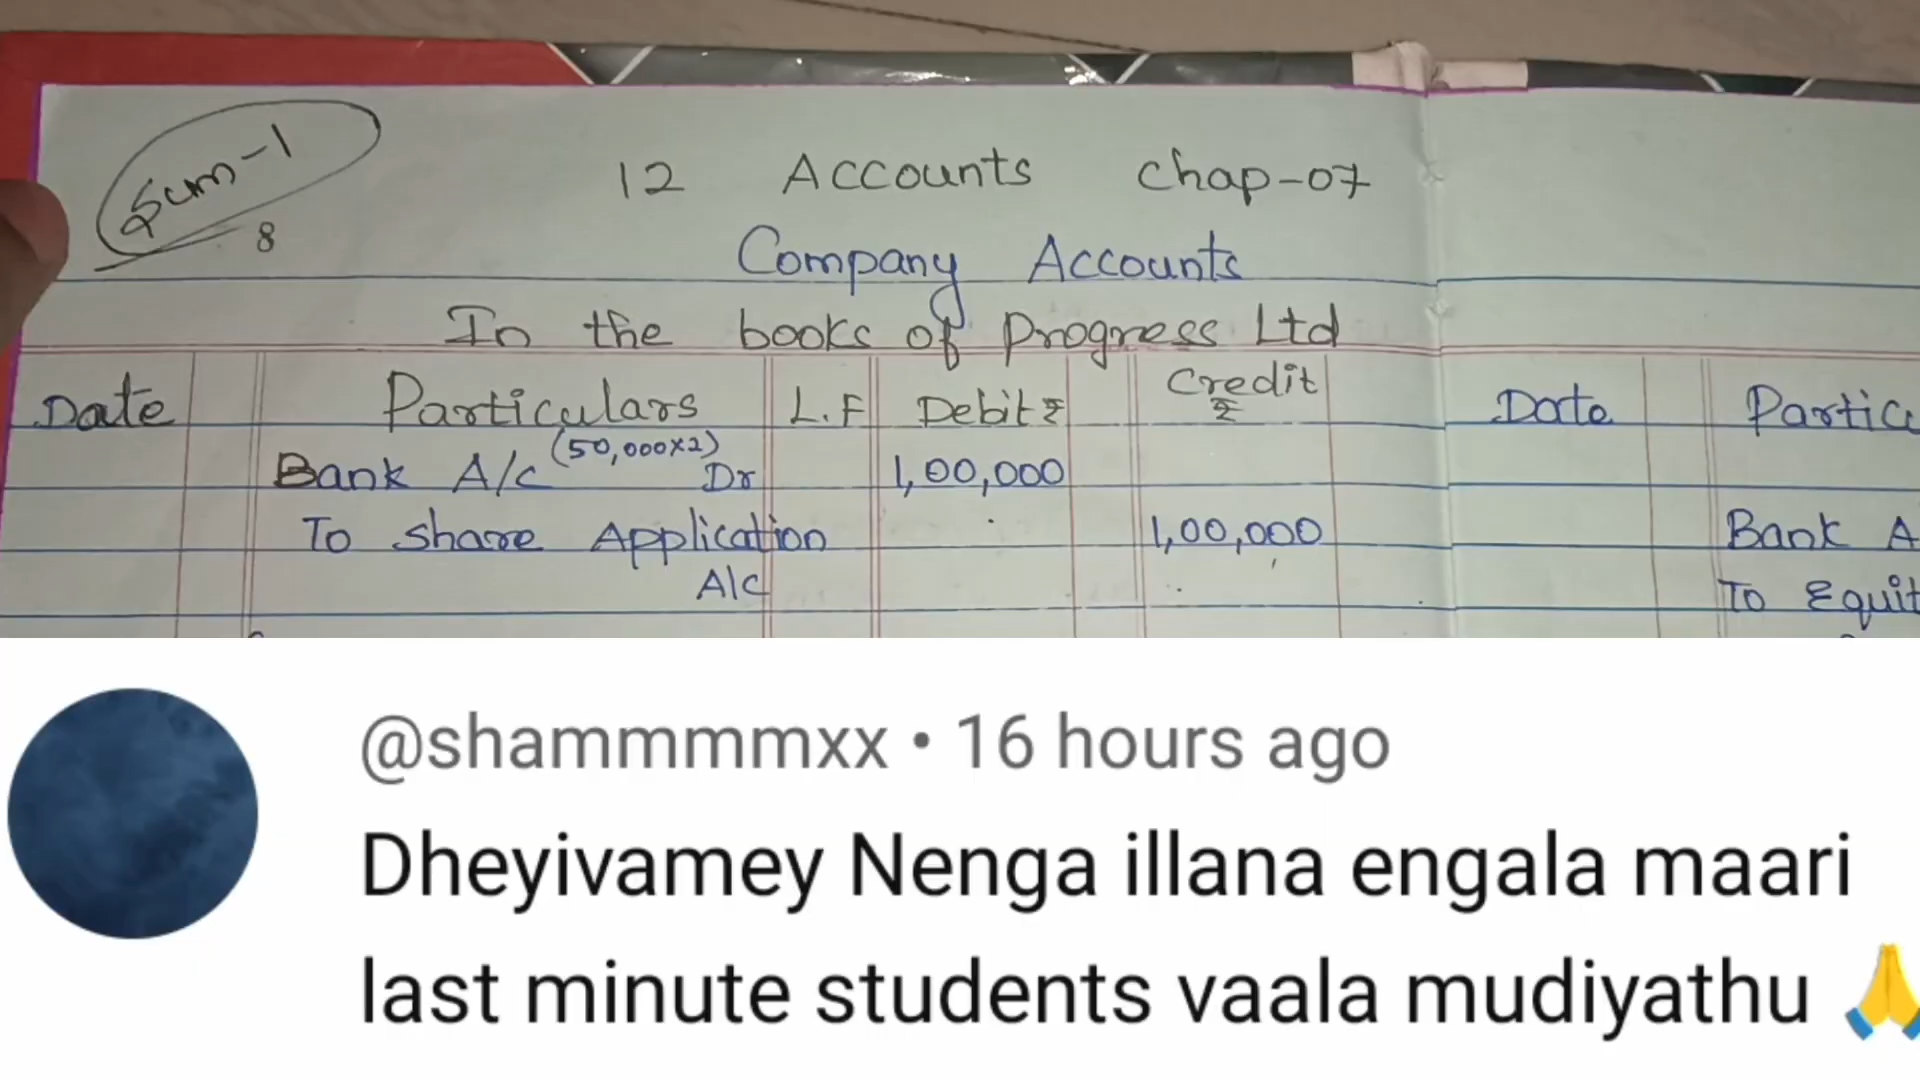 Sum-1
8
12 Accounts Chap-07
Company Accounts
In the books of Progress Ltd
Date Particulars L.F Debit ₹ Credit ₹ Date Partic
Bank A/c (50,000×2) Dr 1,00,000
To share Application 1,00,000 Bank A
A/c To Equit
@shammmmxx • 16 hours ago
Dheyivamey Nenga illana engala maari
last minute students vaala mudiyathu 🙏